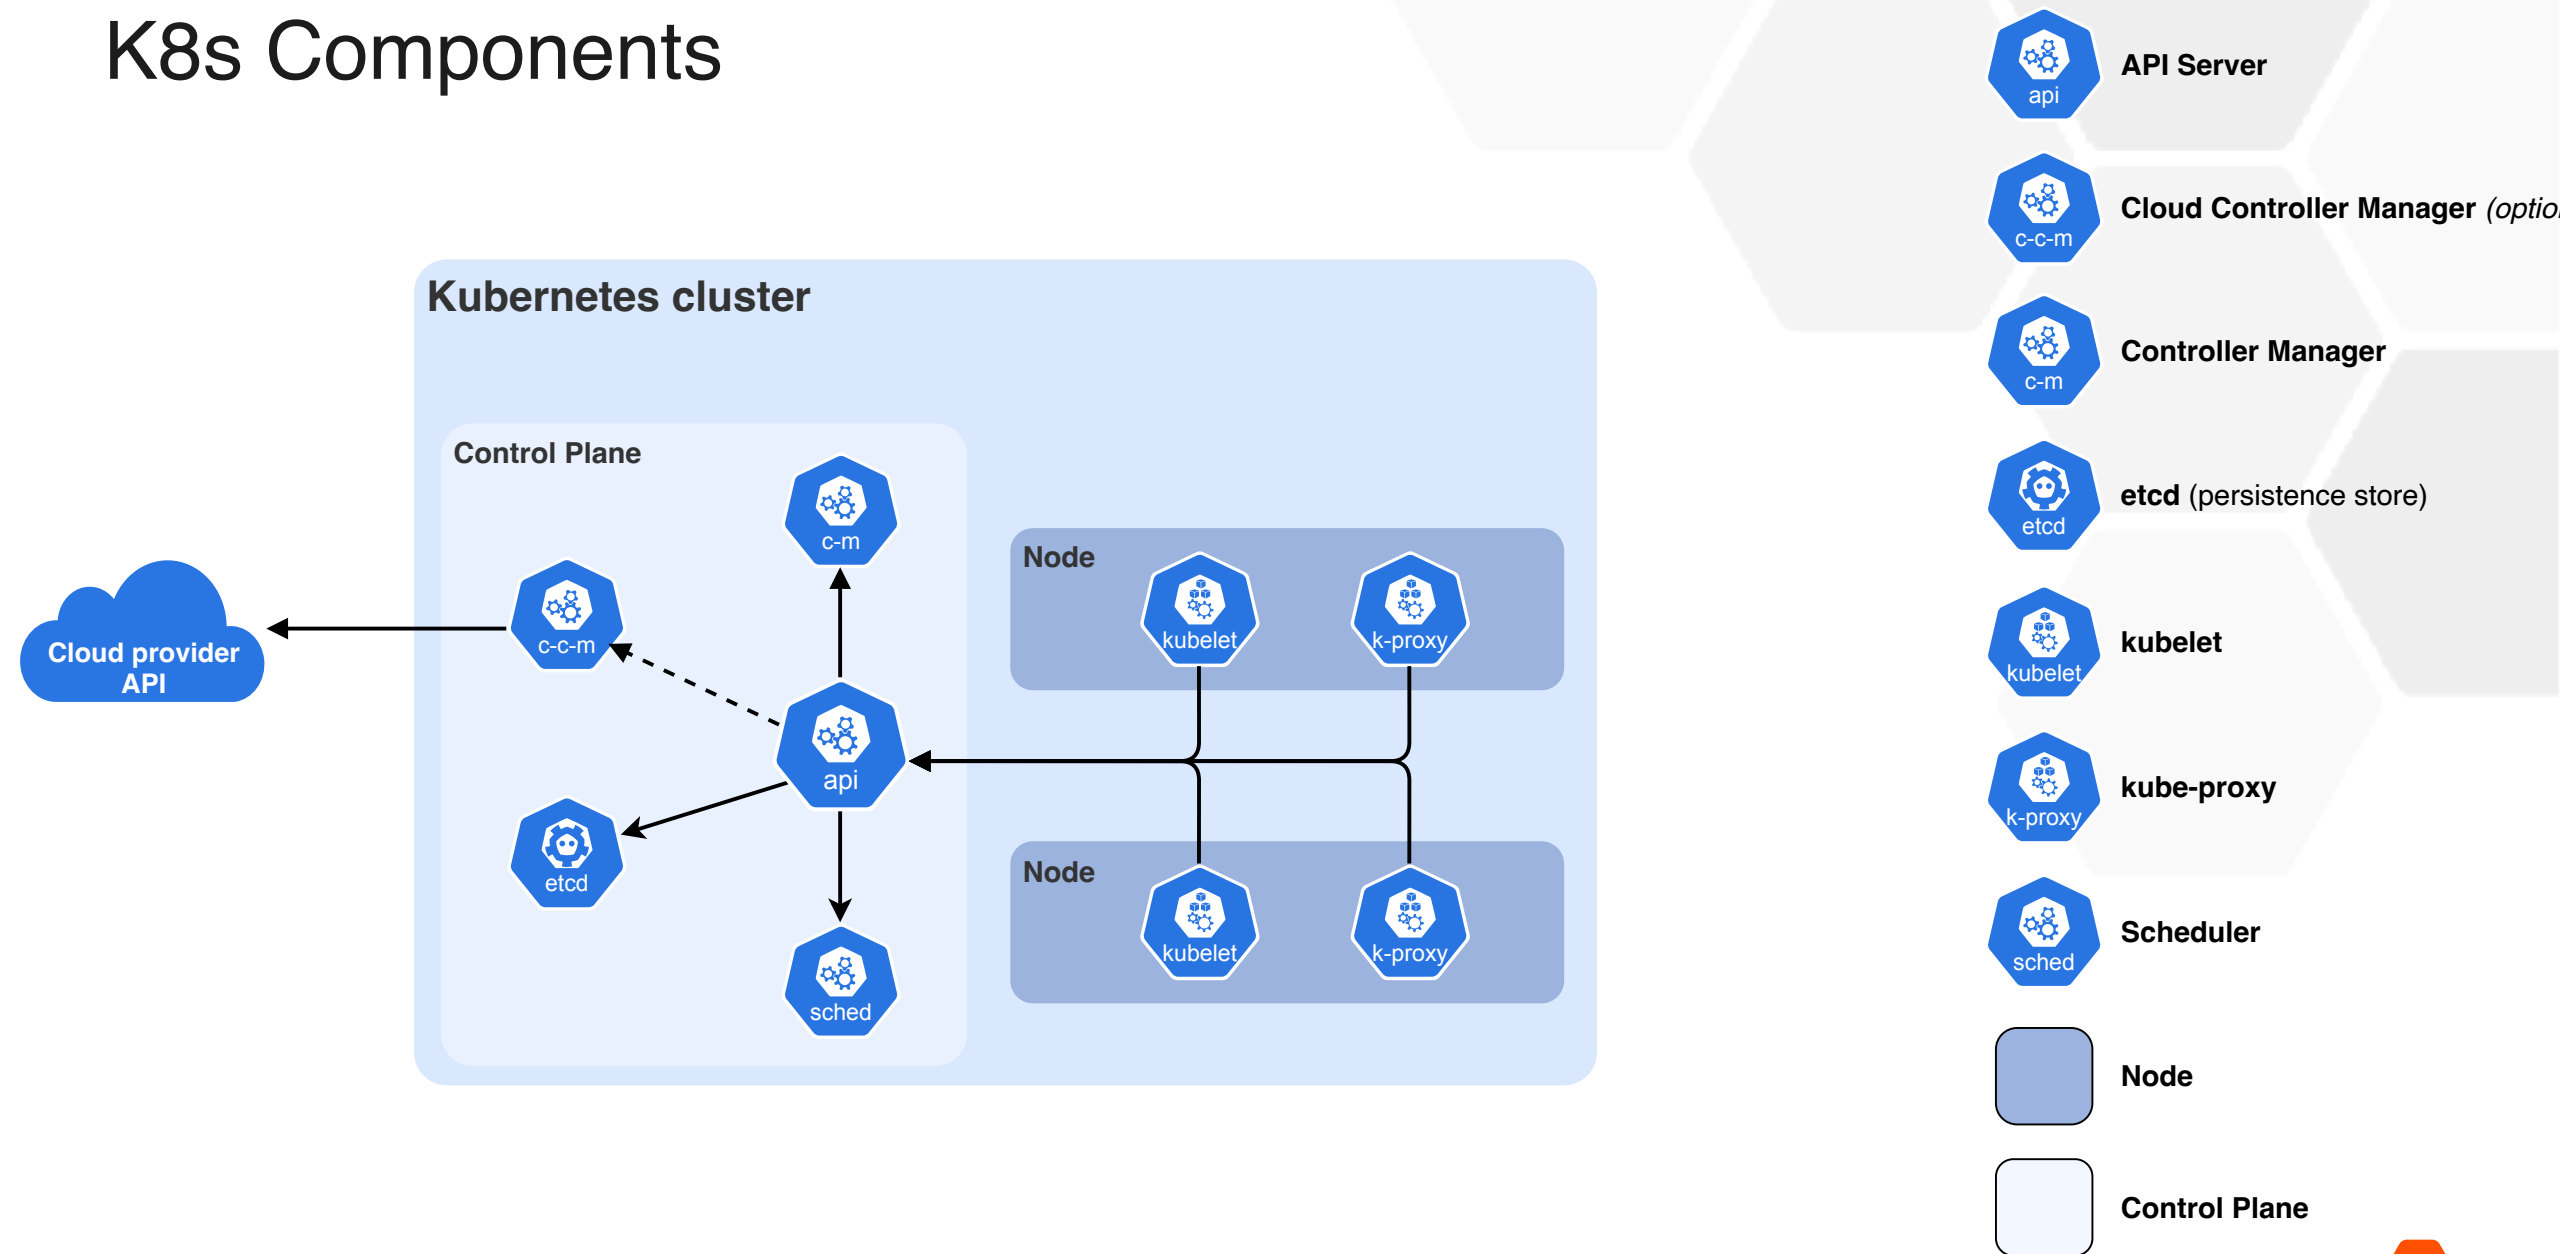 K8s Components
Kubernetes cluster
Control Plane
c-m
c-c-m
Cloud provider
API
api
etcd
sched
Node
kubelet
k-proxy
Node
kubelet
k-proxy
api
API Server
c-c-m
Cloud Controller Manager (optio
c-m
Controller Manager
etcd
etcd (persistence store)
kubelet
kubelet
k-proxy
kube-proxy
sched
Scheduler
Node
Control Plane